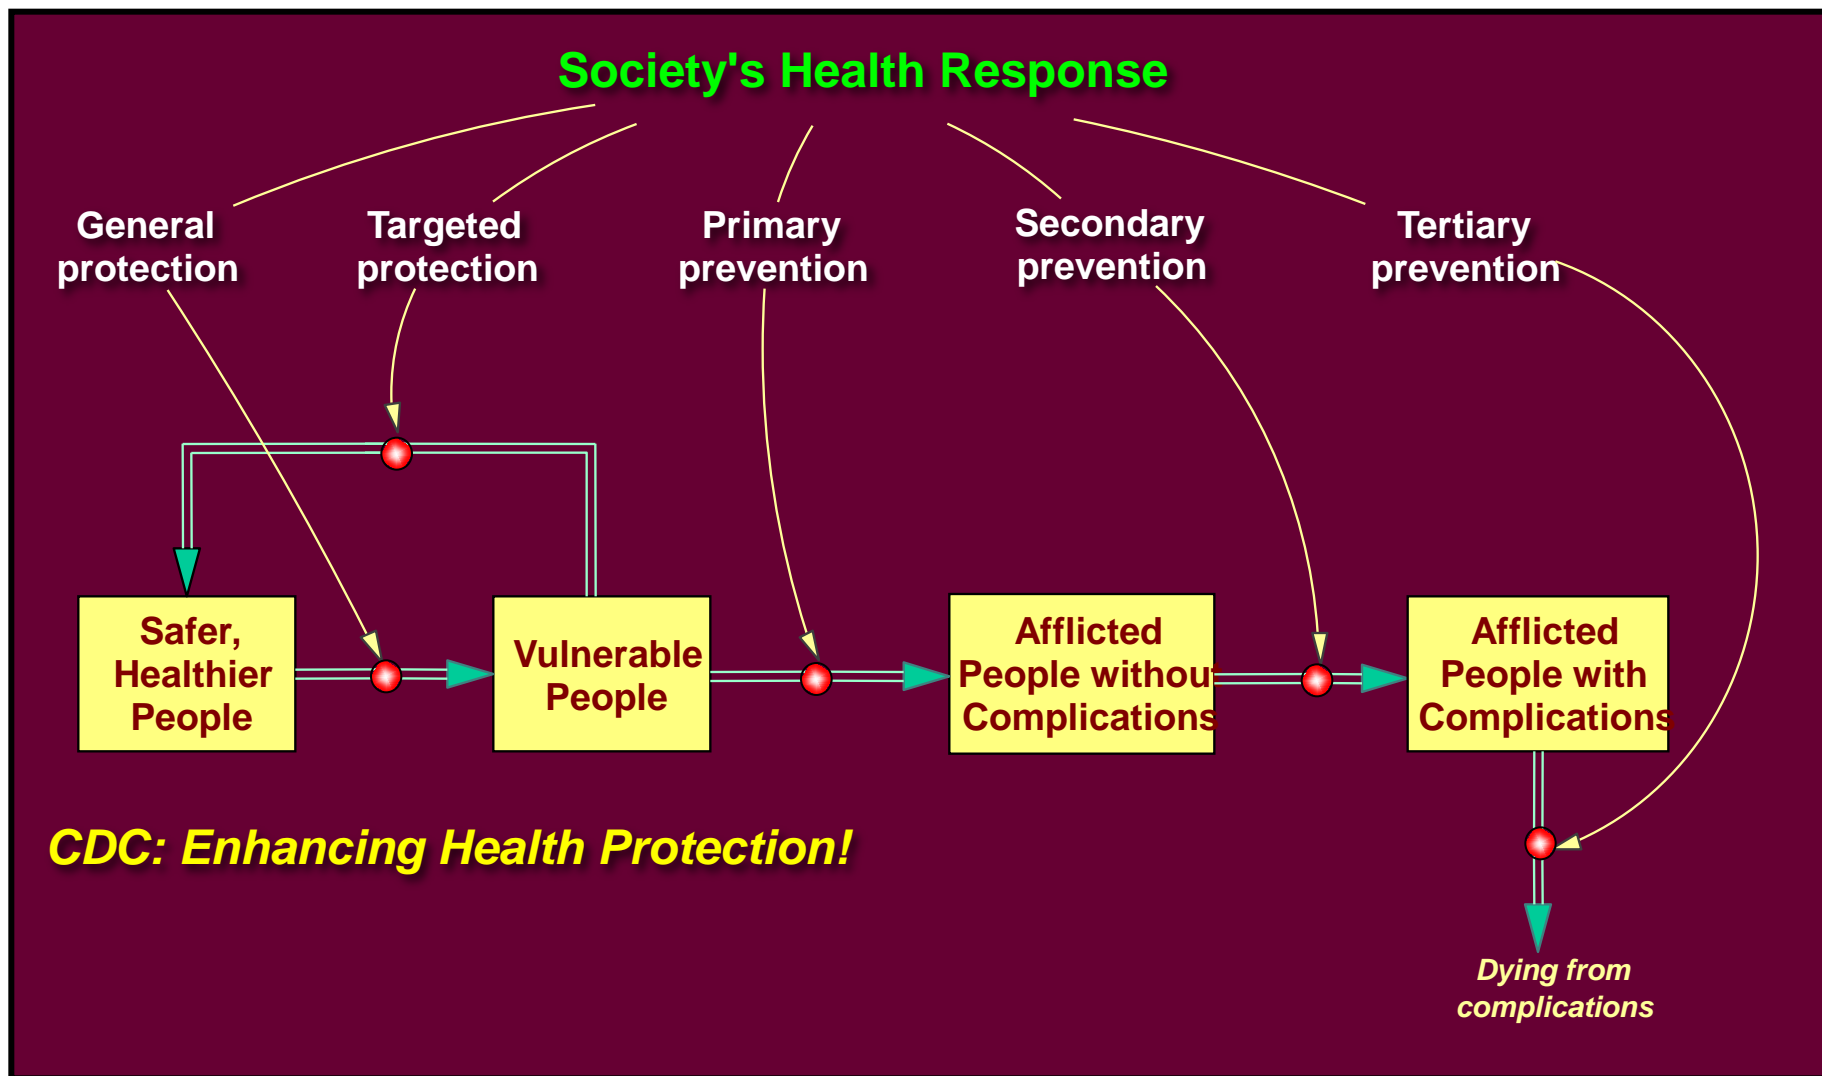 Society's Health Response
General
protection
Targeted
protection
Primary
prevention
Secondary
prevention
Tertiary
prevention
Safer,
Healthier
People
Vulnerable
People
Afflicted
People without
Complications
Afflicted
People with
Complications
CDC: Enhancing Health Protection!
Dying from
complications